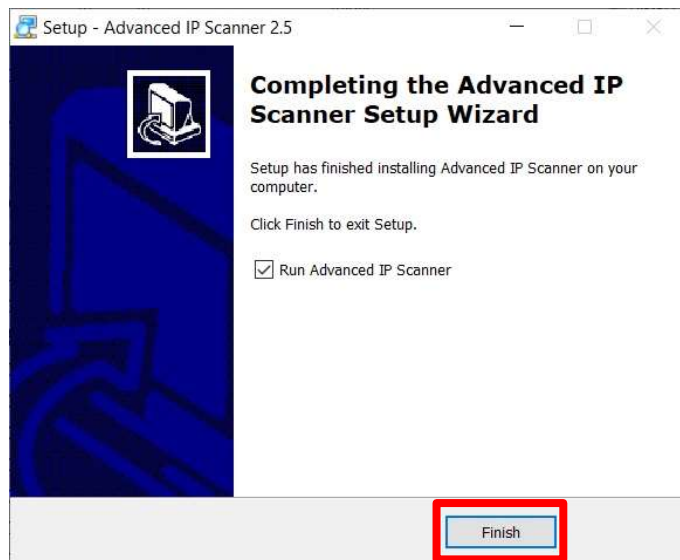 Setup - Advanced IP Scanner 2.5
Completing the Advanced IP
Scanner Setup Wizard
Setup has finished installing Advanced IP Scanner on your
computer.
Click Finish to exit Setup.
Run Advanced IP Scanner
Finish